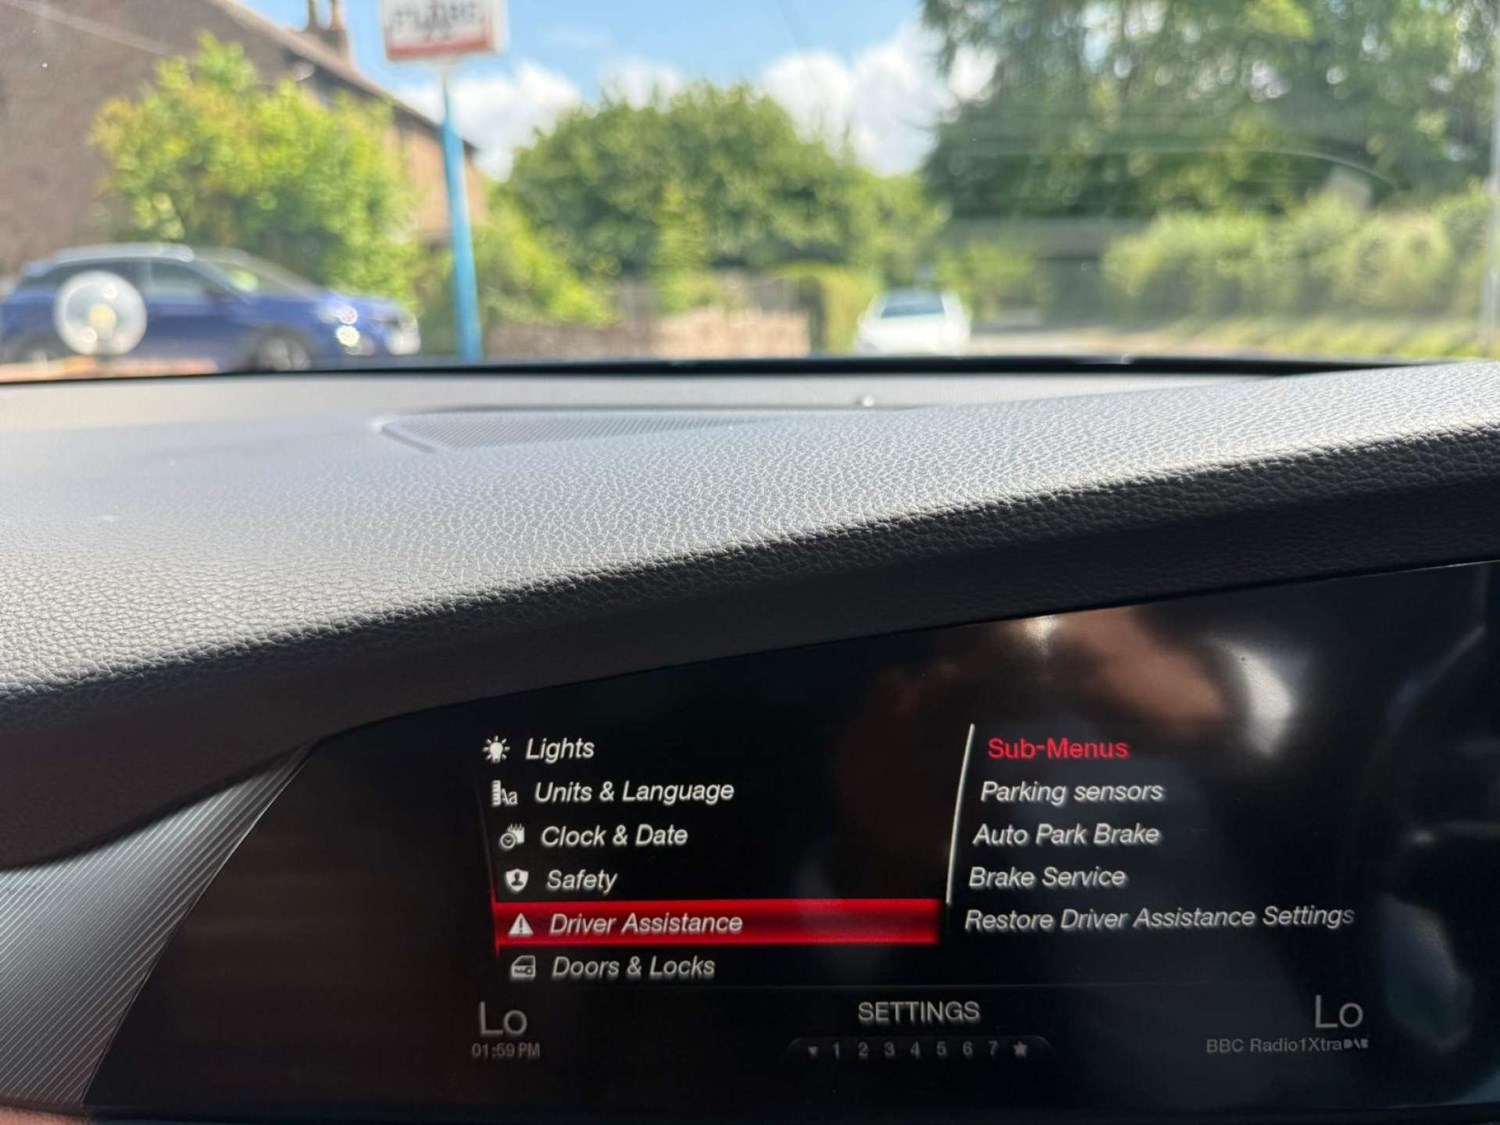 Lights
Units & Language
Clock & Date
Safety
Driver Assistance
Doors & Locks
Sub-Menus
Parking sensors
Auto Park Brake
Brake Service
Restore Driver Assistance Settings
Lo
01:59 PM
SETTINGS
1 2 3 4 5 6 7
Lo
BBC Radio1Xtra DAB